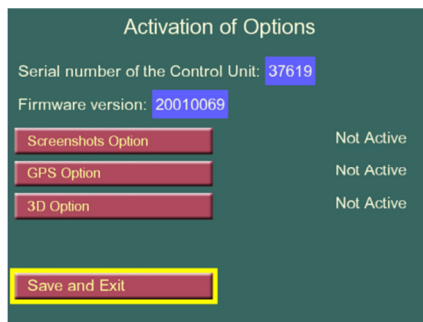 Activation of Options
Serial number of the Control Unit: 37619
Firmware version: 20010069
Screenshots Option Not Active
GPS Option Not Active
3D Option Not Active
Save and Exit